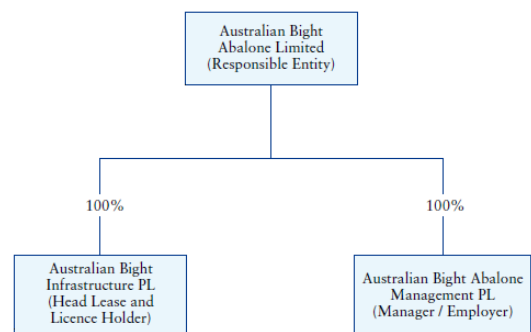 Australian Bight
Abalone Limited
(Responsible Entity)
100%
100%
Australian Bight
Infrastructure PL
(Head Lease and
Licence Holder)
Australian Bight Abalone
Management PL
(Manager / Employer)